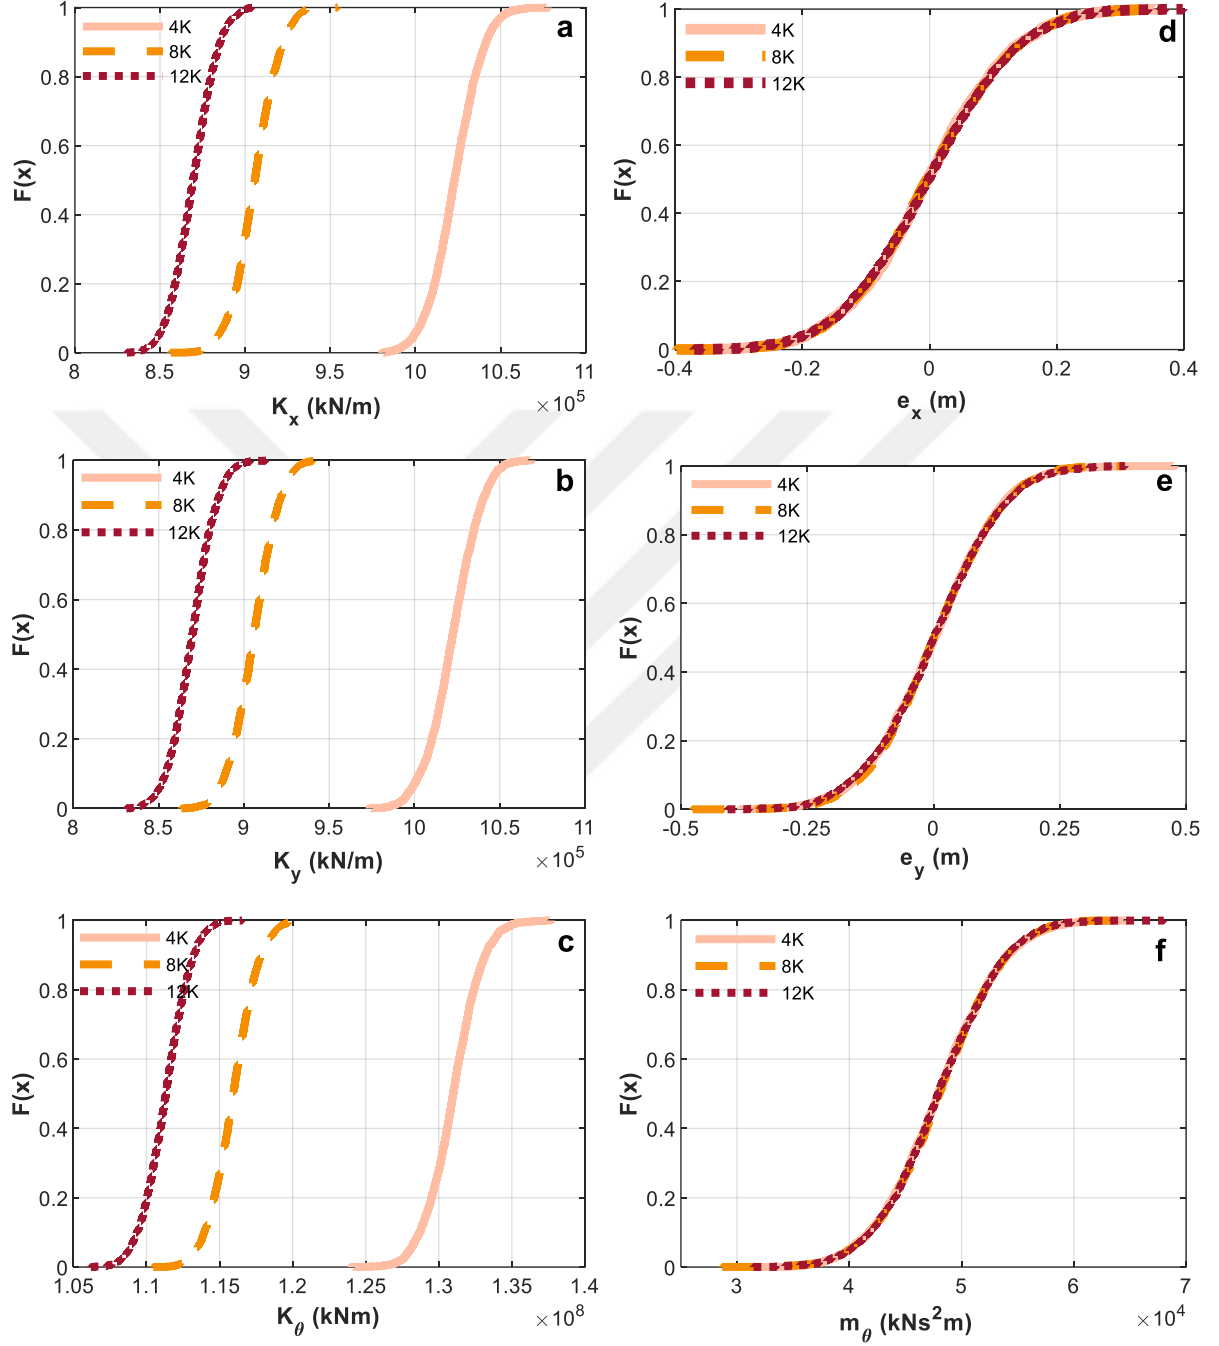 a
4K
8K
12K
F(x)
1
0.8
0.6
0.4
0.2
0
8 8.5 9 9.5 10 10.5 11
K_x (kN/m) ×10^5
d
4K
8K
12K
F(x)
1
0.8
0.6
0.4
0.2
0
-0.4 -0.2 0 0.2 0.4
e_x (m)
b
4K
8K
12K
F(x)
1
0.8
0.6
0.4
0.2
0
8 8.5 9 9.5 10 10.5 11
K_y (kN/m) ×10^5
e
4K
8K
12K
F(x)
1
0.8
0.6
0.4
0.2
0
-0.5 -0.25 0 0.25 0.5
e_y (m)
c
4K
8K
12K
F(x)
1
0.8
0.6
0.4
0.2
0
1.05 1.1 1.15 1.2 1.25 1.3 1.35 1.4
K_θ (kNm) ×10^8
f
4K
8K
12K
F(x)
1
0.8
0.6
0.4
0.2
0
3 4 5 6 7
m_θ (kNs²m) ×10^4